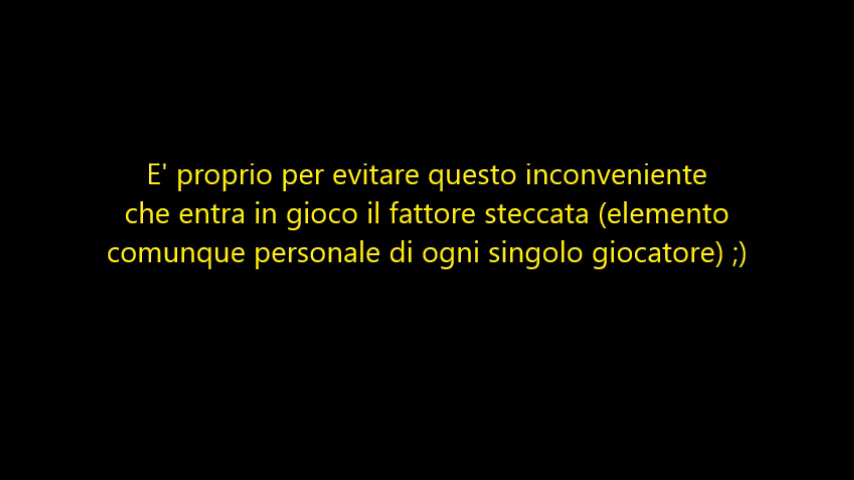 E' proprio per evitare questo inconveniente
che entra in gioco il fattore steccata (elemento
comunque personale di ogni singolo giocatore) ;)